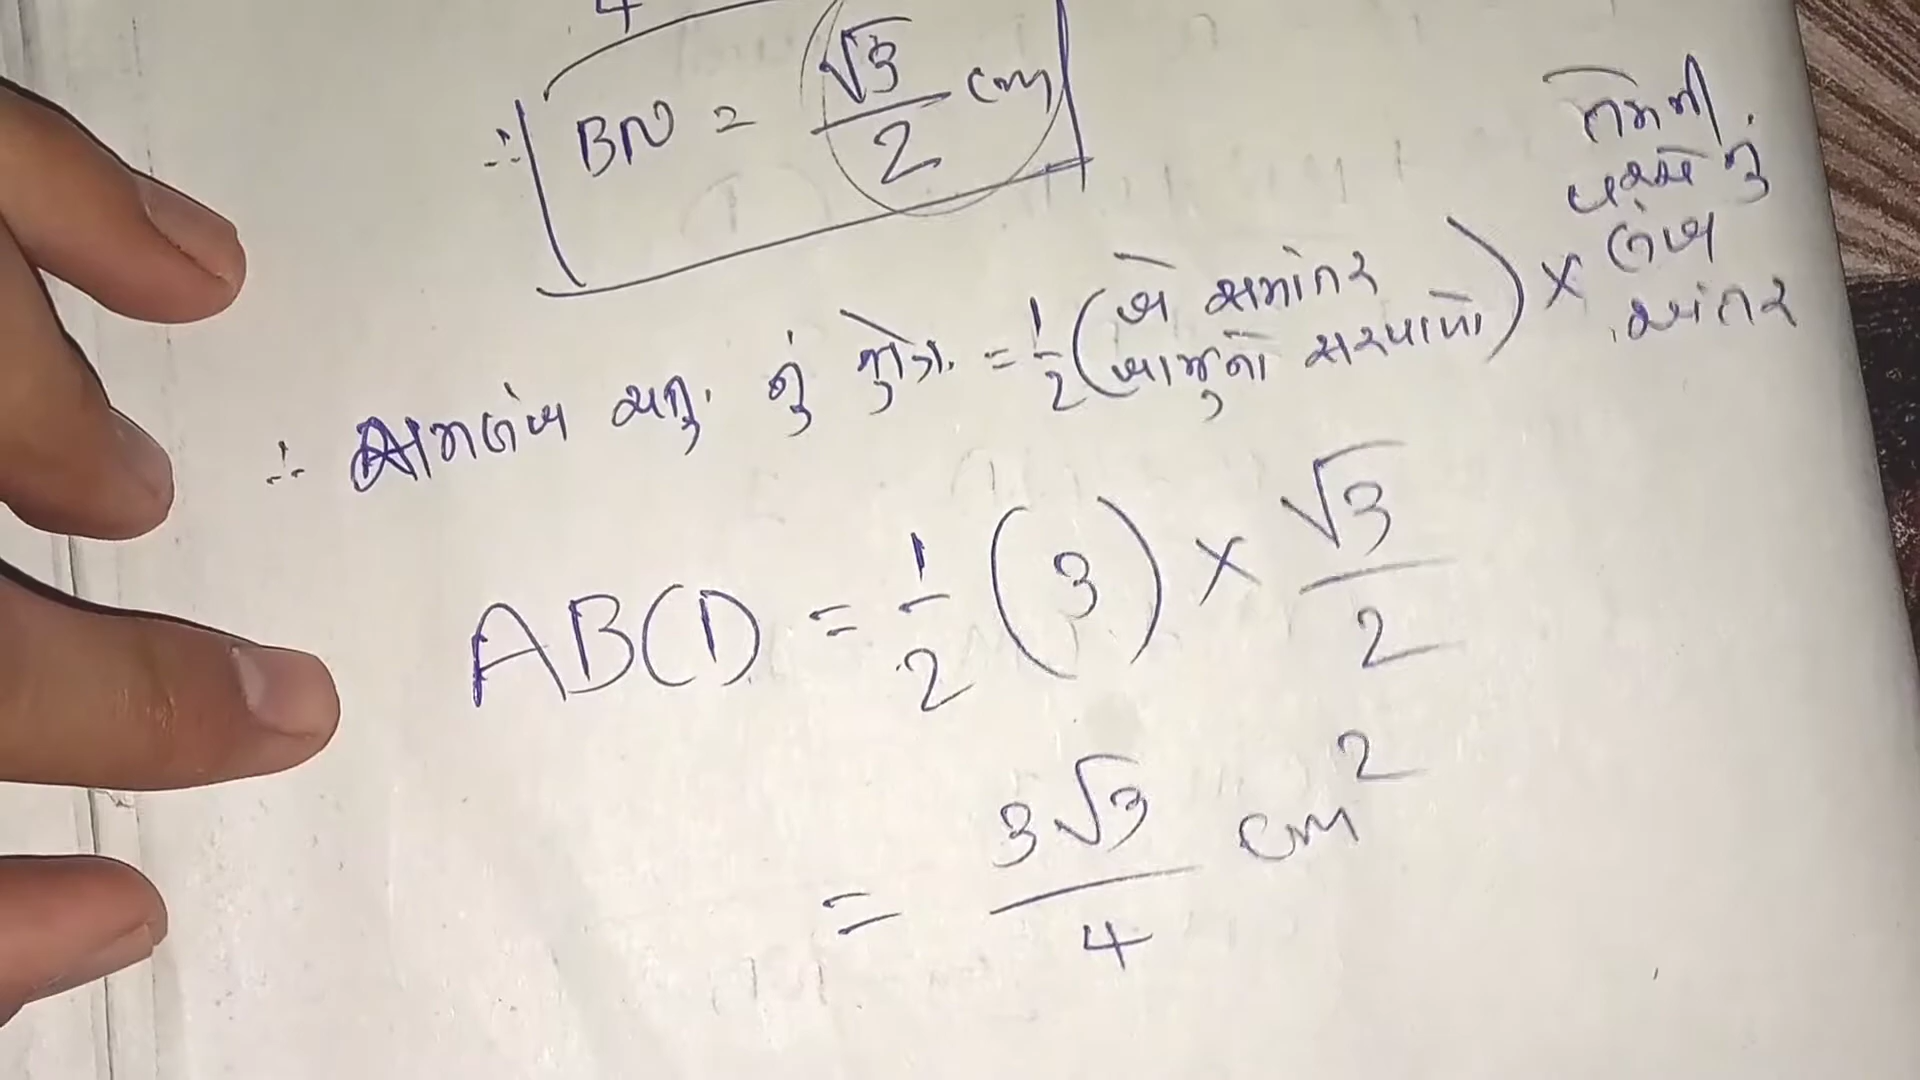 4
∴ BN = √3/2 cm
∴ સમલંબ ચતુ. નું ક્ષેત્ર. = 1/2 (બે સમાંતર બાજુનો સરવાળો) × તેમની વચ્ચેનું લંબ અંતર
ABCD = 1/2 (3) × √3/2
= 3√3/4 cm²